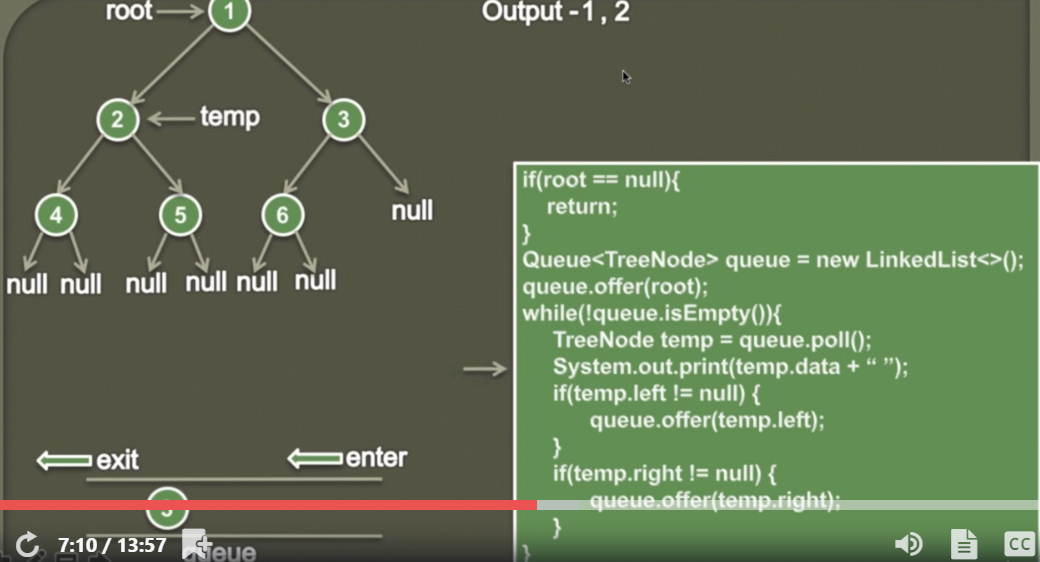 root
1
Output -1 , 2
2
temp
3
4
5
6
null
null null null null null null
if(root == null){
return;
}
Queue<TreeNode> queue = new LinkedList<>();
queue.offer(root);
while(!queue.isEmpty()){
TreeNode temp = queue.poll();
System.out.print(temp.data + “ ”);
if(temp.left != null) {
queue.offer(temp.left);
}
if(temp.right != null) {
queue.offer(temp.right);
}
}
exit
enter
3
7:10 / 13:57
queue
CC